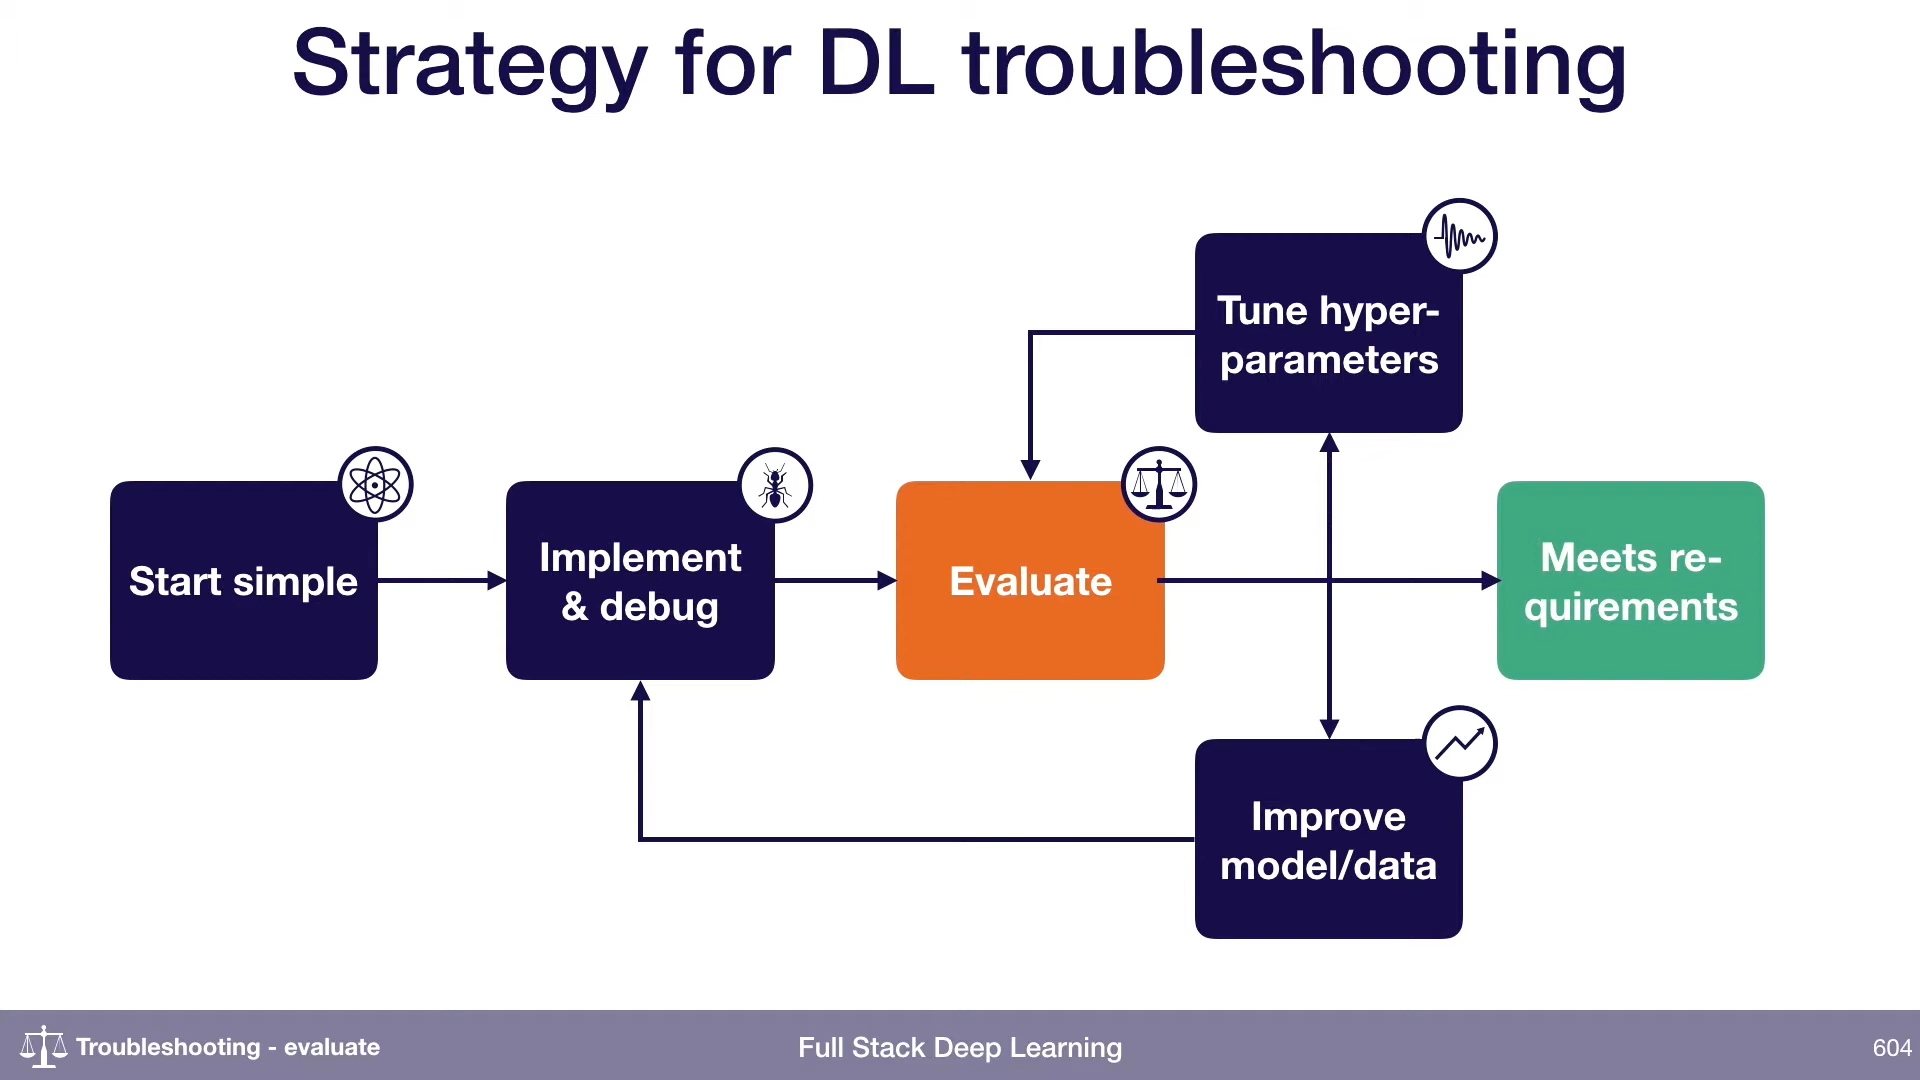 Strategy for DL troubleshooting
Tune hyper-
parameters
Start simple
Implement
& debug
Evaluate
Meets re-
quirements
Improve
model/data
Troubleshooting - evaluate
Full Stack Deep Learning
604